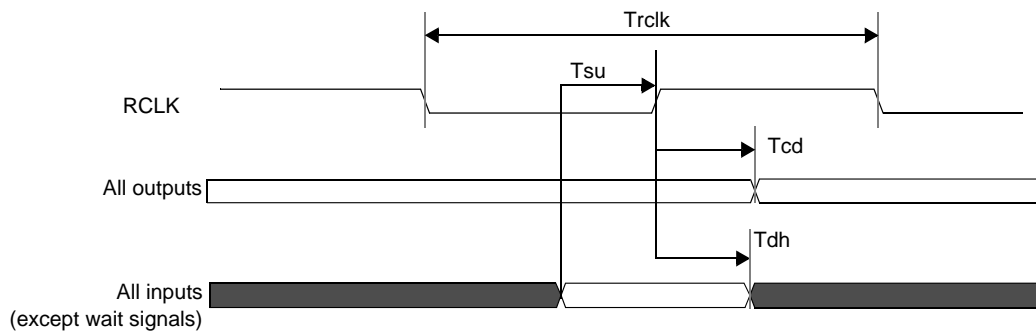 Trclk
Tsu
RCLK
Tcd
All outputs
Tdh
All inputs
(except wait signals)